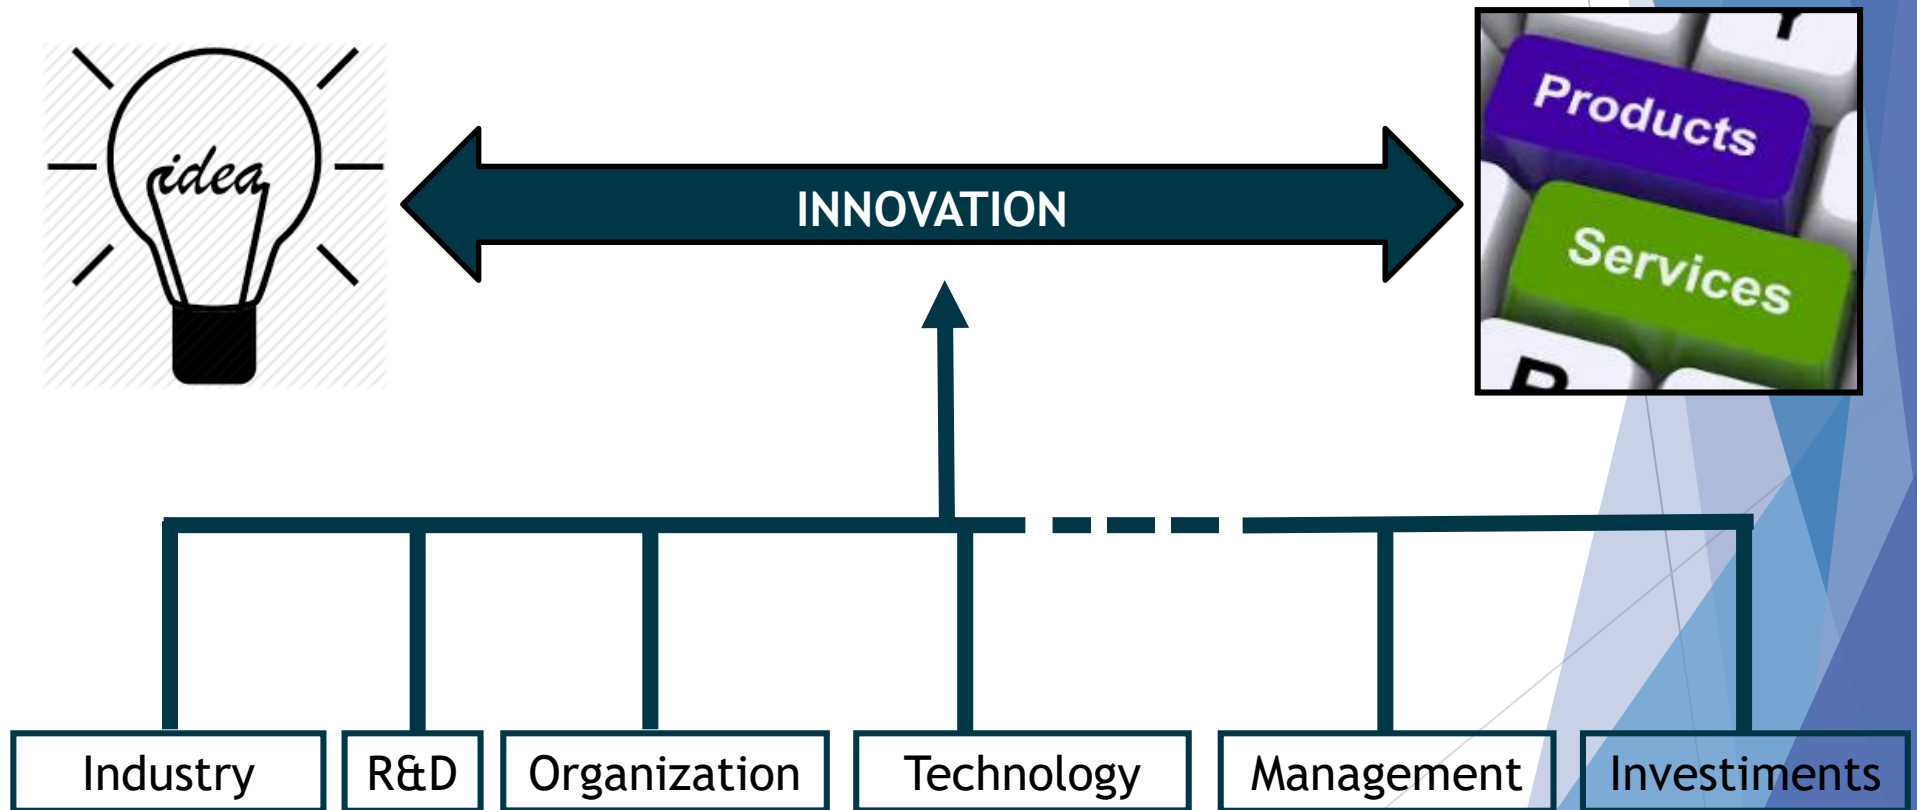 idea
INNOVATION
Y
Products
Services
R
Industry
R&D
Organization
Technology
Management
Investiments